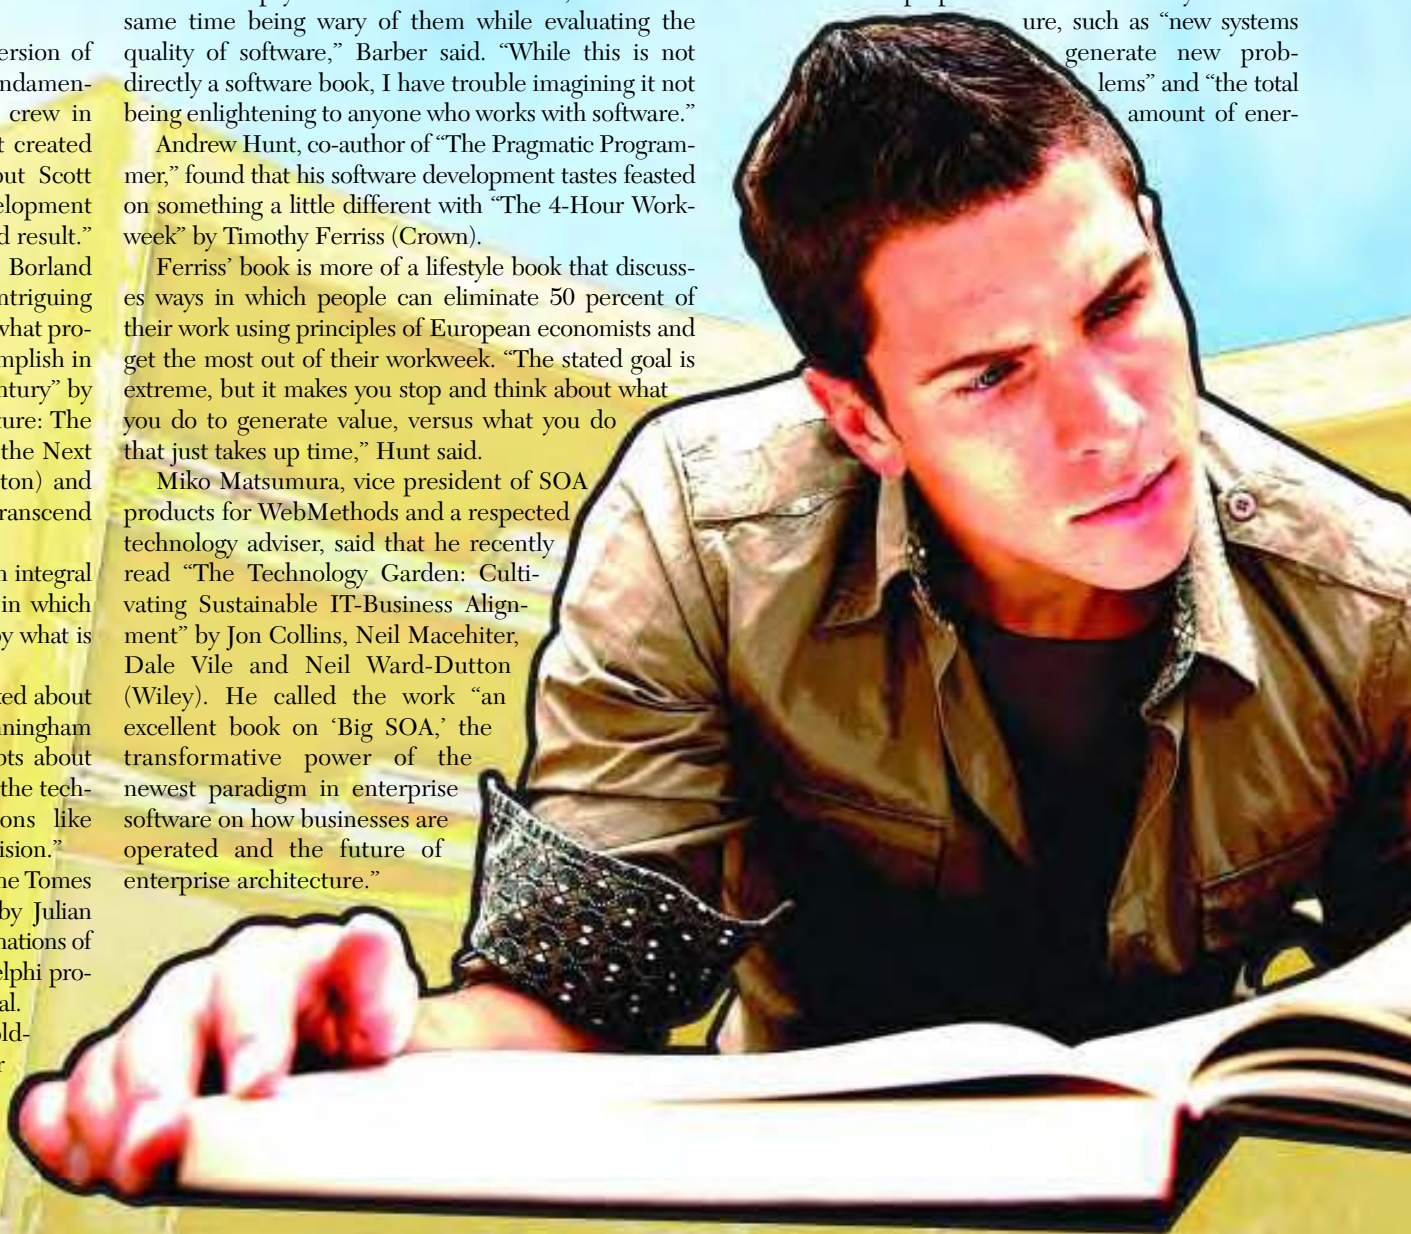 ersion of
ndamen-
crew in
t created
out Scott
elopment
d result."
Borland
ntriguing
what pro-
mplish in
ntury" by
ture: The
the Next
ton) and
ranscend
n integral
in which
by what is
ked about
nningham
pts about
the tech-
ons like
ision."
ne Tomes
by Julian
nations of
elphi pro-
al.
old-
r
same time being wary of them while evaluating the
quality of software," Barber said. "While this is not
directly a software book, I have trouble imagining it not
being enlightening to anyone who works with software."
Andrew Hunt, co-author of "The Pragmatic Program-
mer," found that his software development tastes feasted
on something a little different with "The 4-Hour Work-
week" by Timothy Ferriss (Crown).
Ferriss' book is more of a lifestyle book that discuss-
es ways in which people can eliminate 50 percent of
their work using principles of European economists and
get the most out of their workweek. "The stated goal is
extreme, but it makes you stop and think about what
you do to generate value, versus what you do
that just takes up time," Hunt said.
Miko Matsumura, vice president of SOA
products for WebMethods and a respected
technology adviser, said that he recently
read "The Technology Garden: Culti-
vating Sustainable IT-Business Align-
ment" by Jon Collins, Neil Macehiter,
Dale Vile and Neil Ward-Dutton
(Wiley). He called the work "an
excellent book on 'Big SOA,' the
transformative power of the
newest paradigm in enterprise
software on how businesses are
operated and the future of
enterprise architecture."
ure, such as "new systems
generate new prob-
lems" and "the total
amount of ener-